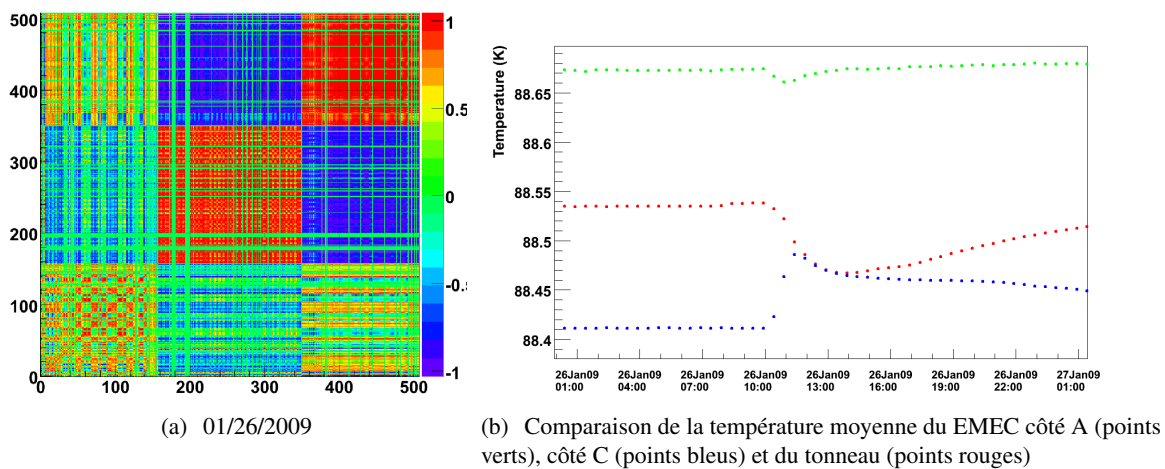 500
400
300
200
100
0
0 100 200 300 400 500
1
0.5
0
-0.5
-1
Temperature (K)
88.65
88.6
88.55
88.5
88.45
88.4
26Jan09 26Jan09 26Jan09 26Jan09 26Jan09 26Jan09 26Jan09 26Jan09 27Jan09
01:00 04:00 07:00 10:00 13:00 16:00 19:00 22:00 01:00
(a) 01/26/2009
(b) Comparaison de la température moyenne du EMEC côté A (points
verts), côté C (points bleus) et du tonneau (points rouges)